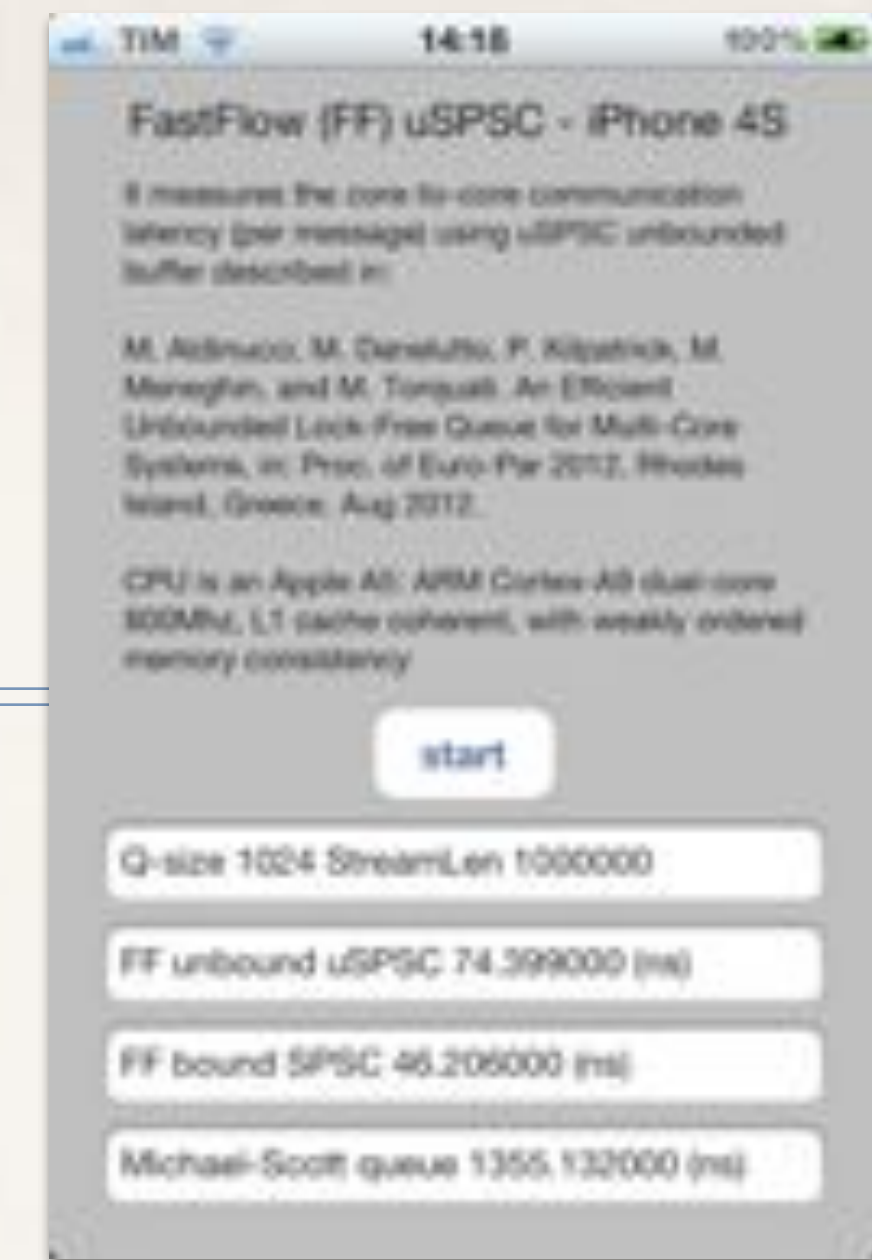 TIM 14:15 100%
FastFlow (FF) uSPSC - iPhone 4S
It measures the core-to-core communication
latency (per message) using uSPSC unbounded
buffer described in:
M. Aldinucci, M. Danelutto, P. Kilpatrick, M.
Meneghin, and M. Torquati. An Efficient
Unbounded Lock-Free Queue for Multi-Core
Systems, in: Proc. of Euro-Par 2012, Rhodes
Island, Greece, Aug 2012.
CPU is an Apple A5: ARM Cortex-A9 dual-core
800Mhz, L1 cache coherent, with weakly ordered
memory consistency
start
Q-size 1024 StreamLen 1000000
FF unbound uSPSC 74.399000 (ns)
FF bound SPSC 46.206000 (ns)
Michael-Scott queue 1355.132000 (ns)